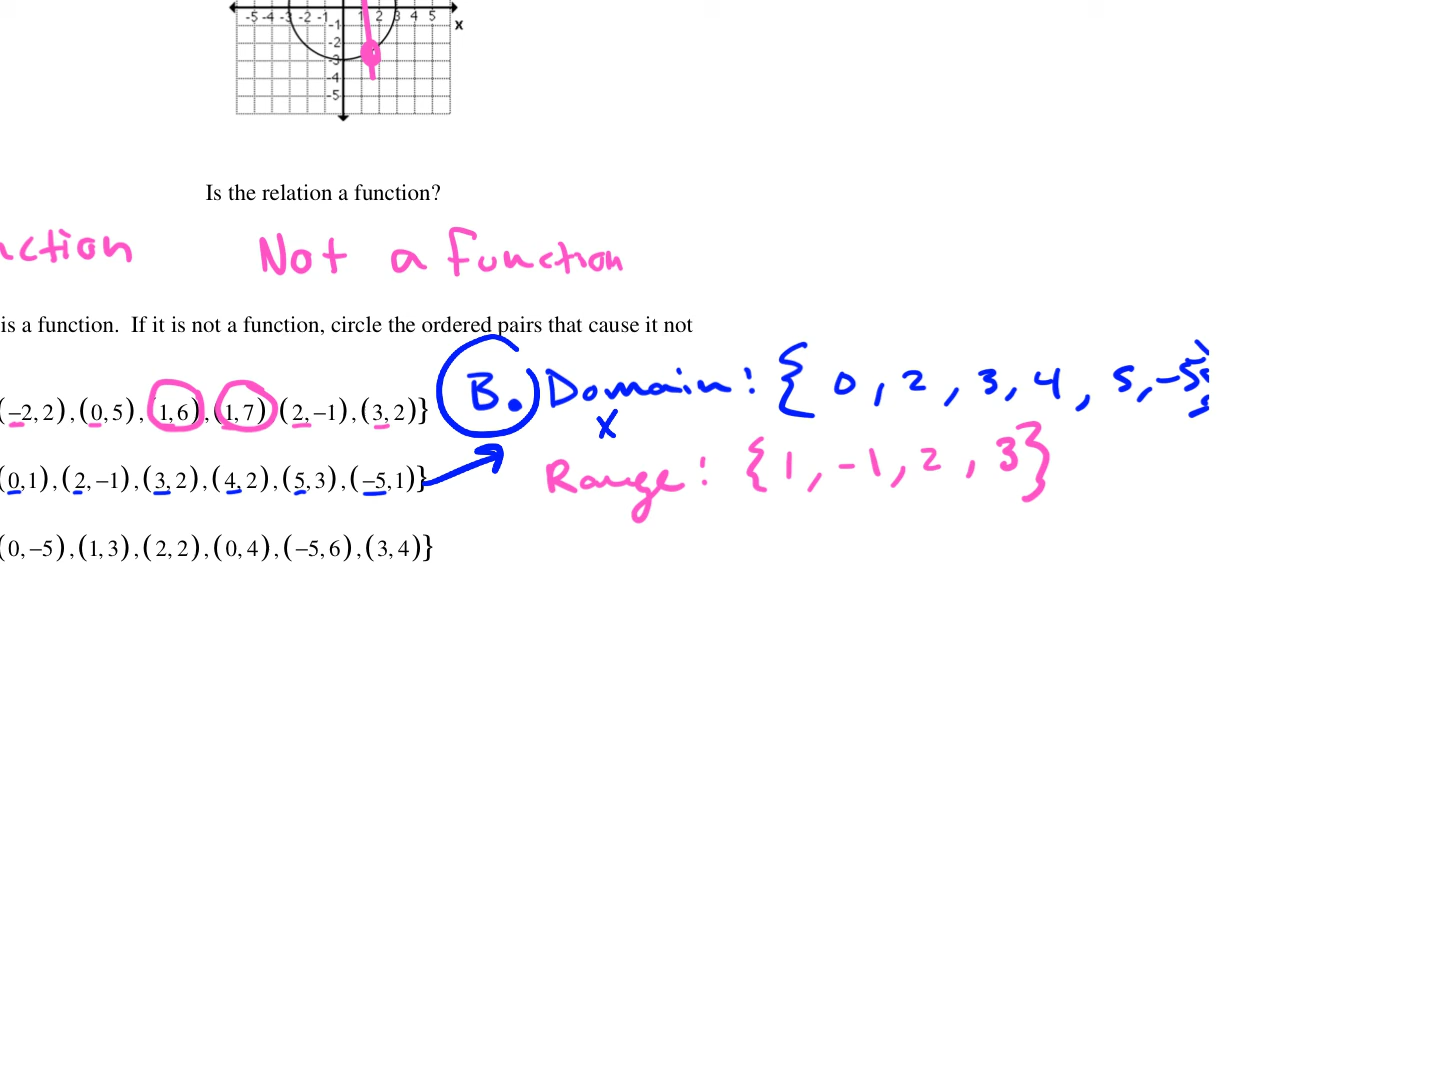 -5 -4 -3 -2 -1 1 2 3 4 5
x
-1
-2
-3
-4
-5
Is the relation a function?
nction Not a function
is a function. If it is not a function, circle the ordered pairs that cause it not
(−2, 2), (0, 5), (1, 6), (1, 7) (2, −1), (3, 2)}
B. Domain: { 0, 2, 3, 4, 5, -5}
x
(0, 1), (2, −1), (3, 2), (4, 2), (5, 3), (−5, 1)}
Range: {1, -1, 2, 3}
(0, −5), (1, 3), (2, 2), (0, 4), (−5, 6), (3, 4)}